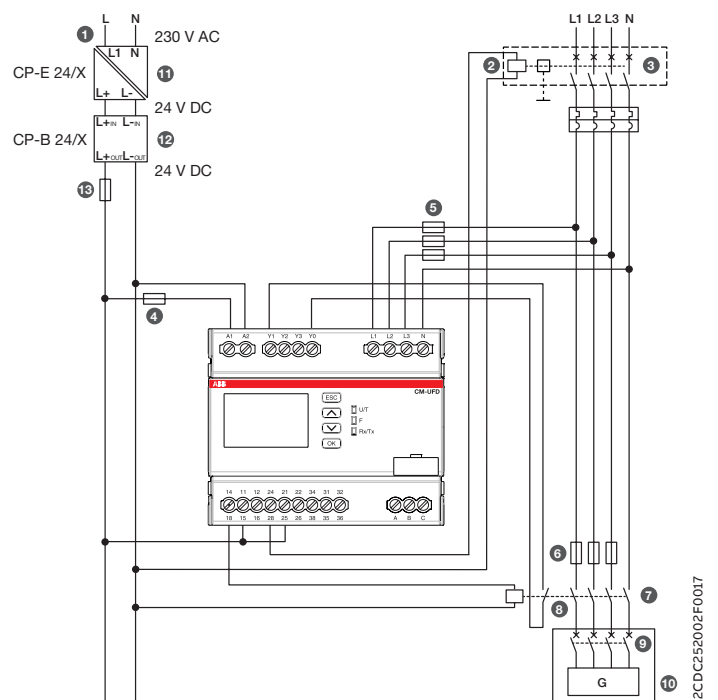 L N
L1 L2 L3 N
1
230 V AC
L1 N
CP-E 24/X
11
L+ L-
2
3
24 V DC
L+IN L-IN
CP-B 24/X
12
L+OUT L-OUT
24 V DC
13
5
4
A1 A2 Y1 Y2 Y3 Y0 L1 L2 L3 N
ABB
CM-UFD
ESC
U/T
F
Rx/Tx
OK
14 11 12 24 21 22 34 31 32
18 15 16 28 25 26 38 35 36
A B C
6
7
8
9
G
10
2CDC252002F0017